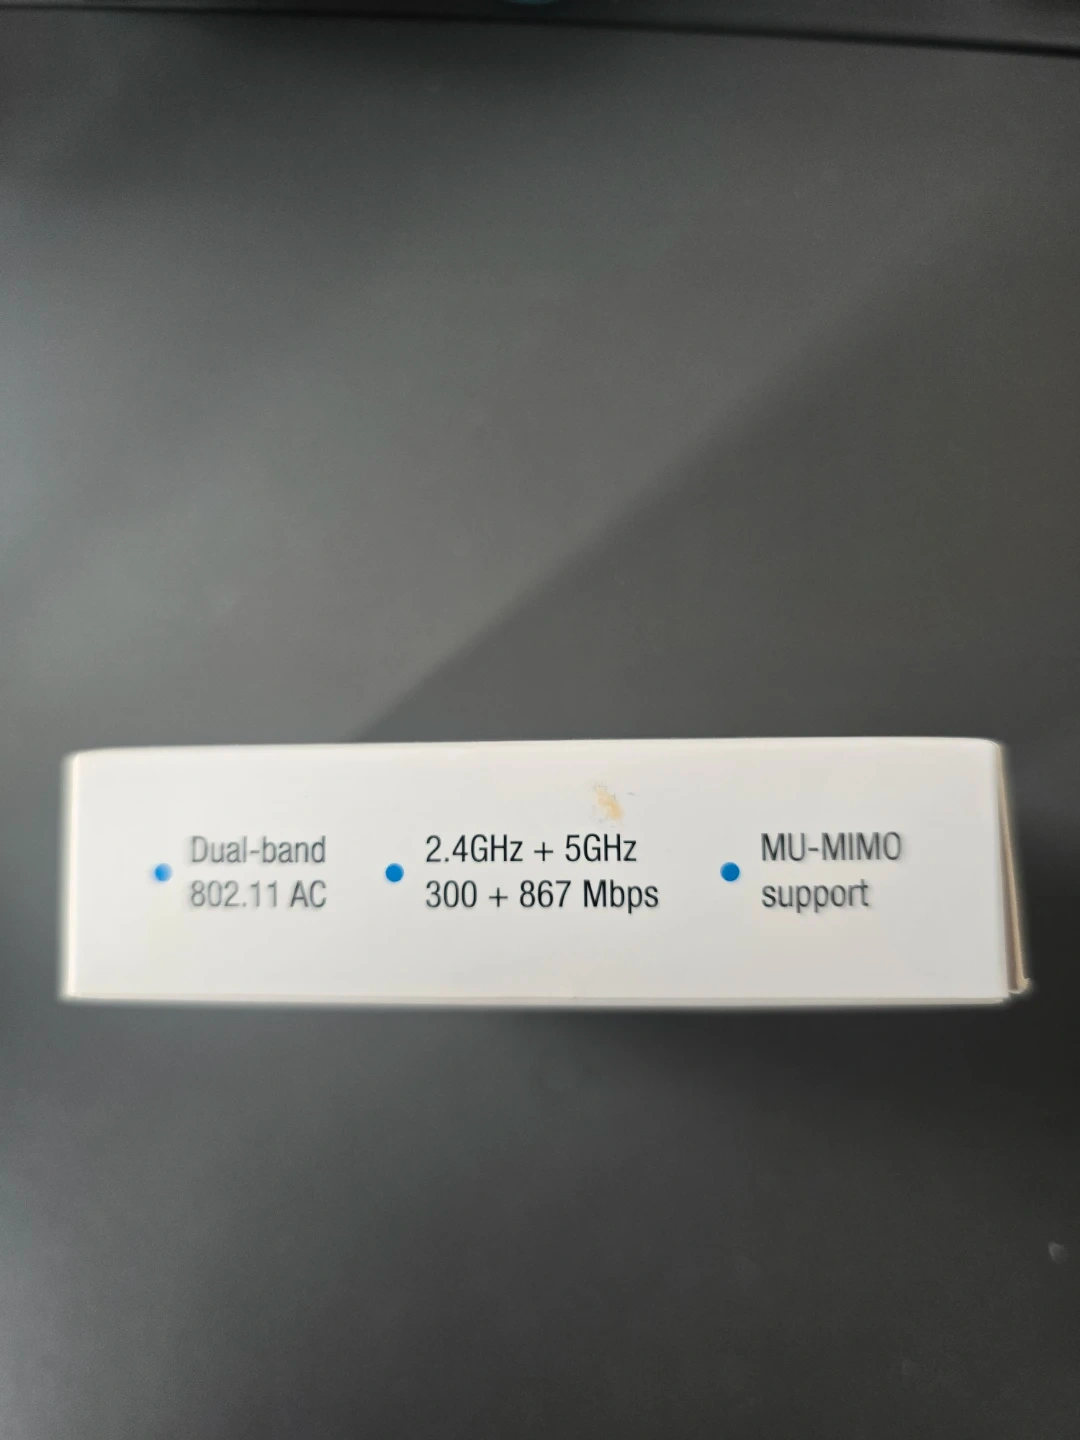 Dual-band
802.11 AC
2.4GHz + 5GHz
300 + 867 Mbps
MU-MIMO
support